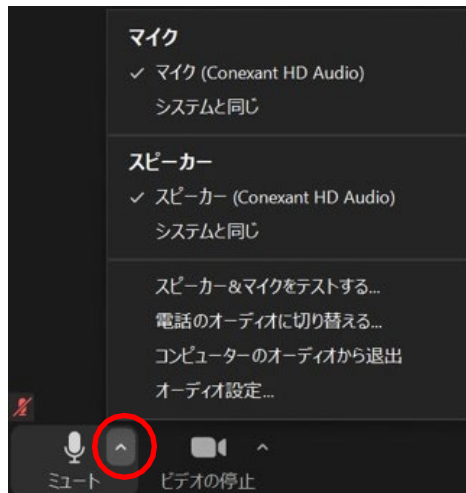 マイク
マイク (Conexant HD Audio)
システムと同じ
スピーカー
スピーカー (Conexant HD Audio)
システムと同じ
スピーカー&マイクをテストする...
電話のオーディオに切り替える...
コンピューターのオーディオから退出
オーディオ設定...
ミュート
ビデオの停止